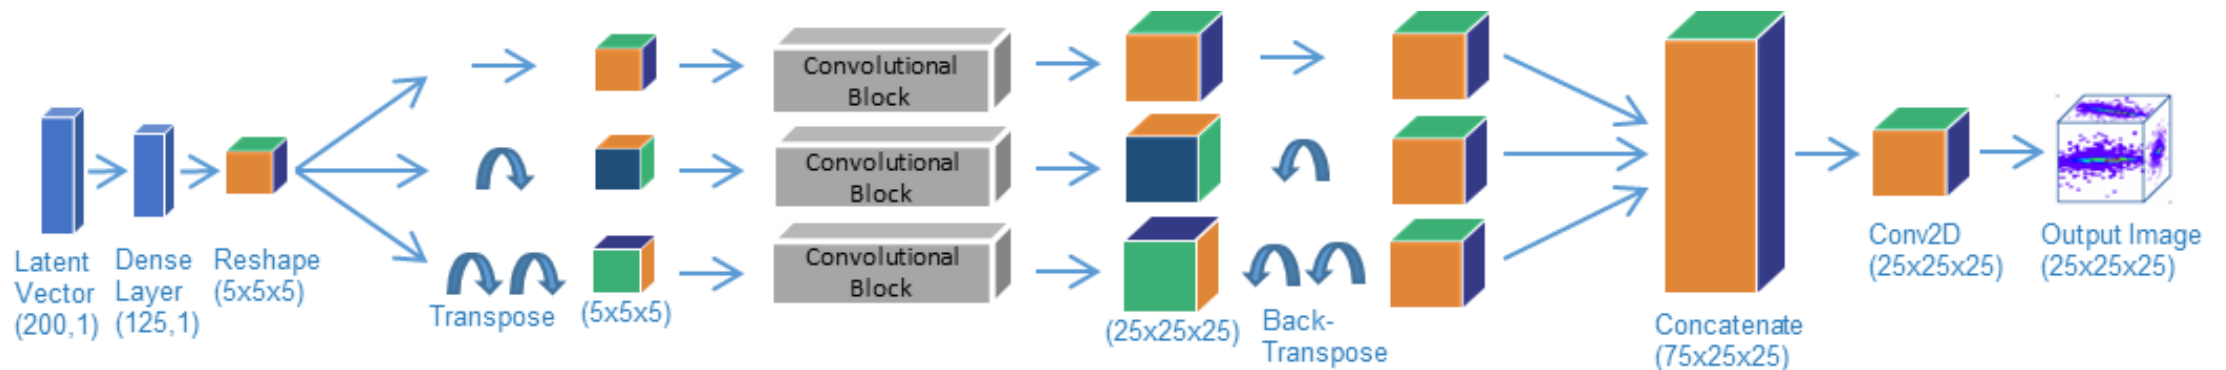 Latent
Vector
(200,1)
Dense
Layer
(125,1)
Reshape
(5x5x5)
Transpose
(5x5x5)
Convolutional
Block
Convolutional
Block
Convolutional
Block
(25x25x25)
Back-
Transpose
Concatenate
(75x25x25)
Conv2D
(25x25x25)
Output Image
(25x25x25)